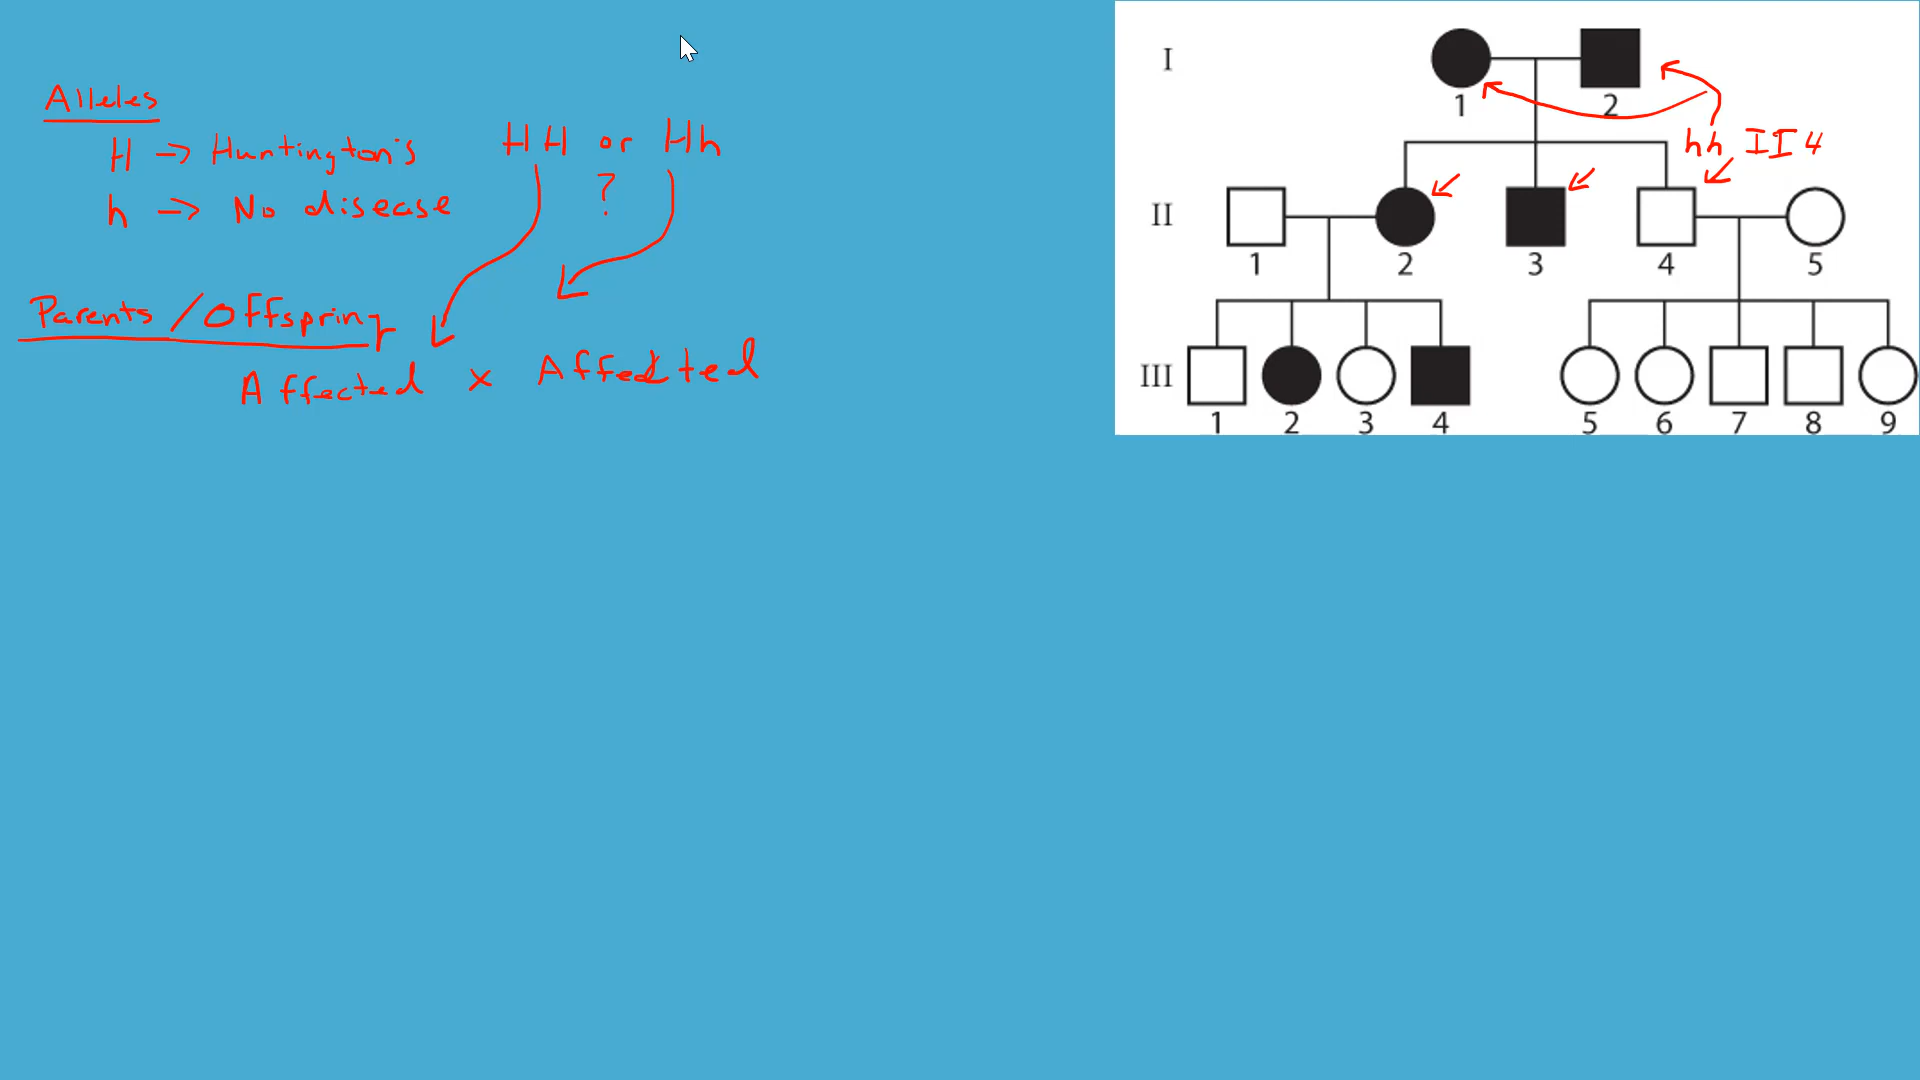 Alleles
H -> Huntington's
h -> No disease
HH or Hh
?
Parents / Offspring
Affected x Affected
I
1 2
hh II 4
II
1 2 3 4 5
III
1 2 3 4 5 6 7 8 9